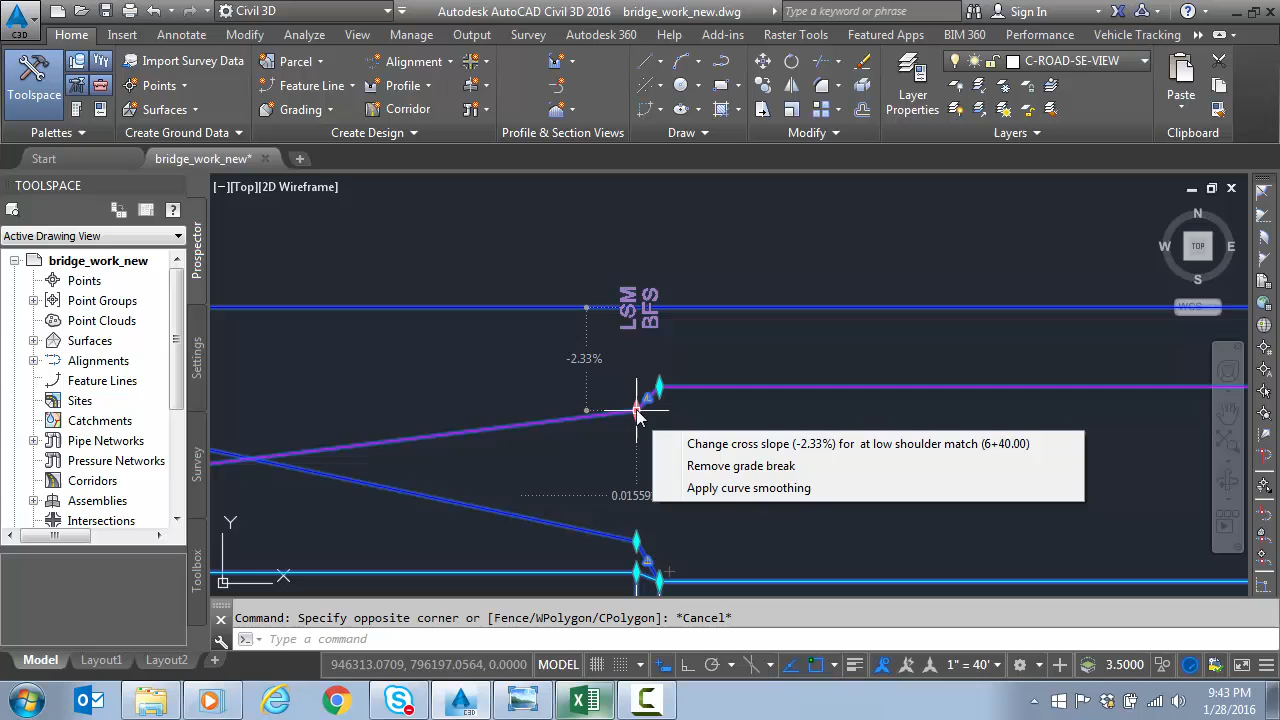 Civil 3D
Autodesk AutoCAD Civil 3D 2016 bridge_work_new.dwg
Type a keyword or phrase
Sign In
C3D
Home Insert Annotate Modify Analyze View Manage Output Survey Autodesk 360 Help Add-ins Raster Tools Featured Apps BIM 360 Performance Vehicle Tracking
Import Survey Data Parcel Alignment C-ROAD-SE-VIEW
Toolspace Points Feature Line Profile Layer Properties Paste
Surfaces Grading Corridor
Palettes Create Ground Data Create Design Profile & Section Views Draw Modify Layers Clipboard
Start bridge_work_new*
TOOLSPACE
Active Drawing View
bridge_work_new
Points
Point Groups
Point Clouds
Surfaces
Alignments
Feature Lines
Sites
Catchments
Pipe Networks
Pressure Networks
Corridors
Assemblies
Intersections
Prospector
Settings
Survey
Toolbox
[−][Top][2D Wireframe]
N
W TOP E
S
WCS
LSM
BFS
-2.33%
Change cross slope (-2.33%) for at low shoulder match (6+40.00)
Remove grade break
Apply curve smoothing
0.01559
Y
X
Command: Specify opposite corner or [Fence/WPolygon/CPolygon]: *Cancel*
Type a command
Model Layout1 Layout2
946313.0709, 796197.0564, 0.0000 MODEL 1" = 40' 3.5000
9:43 PM
1/28/2016